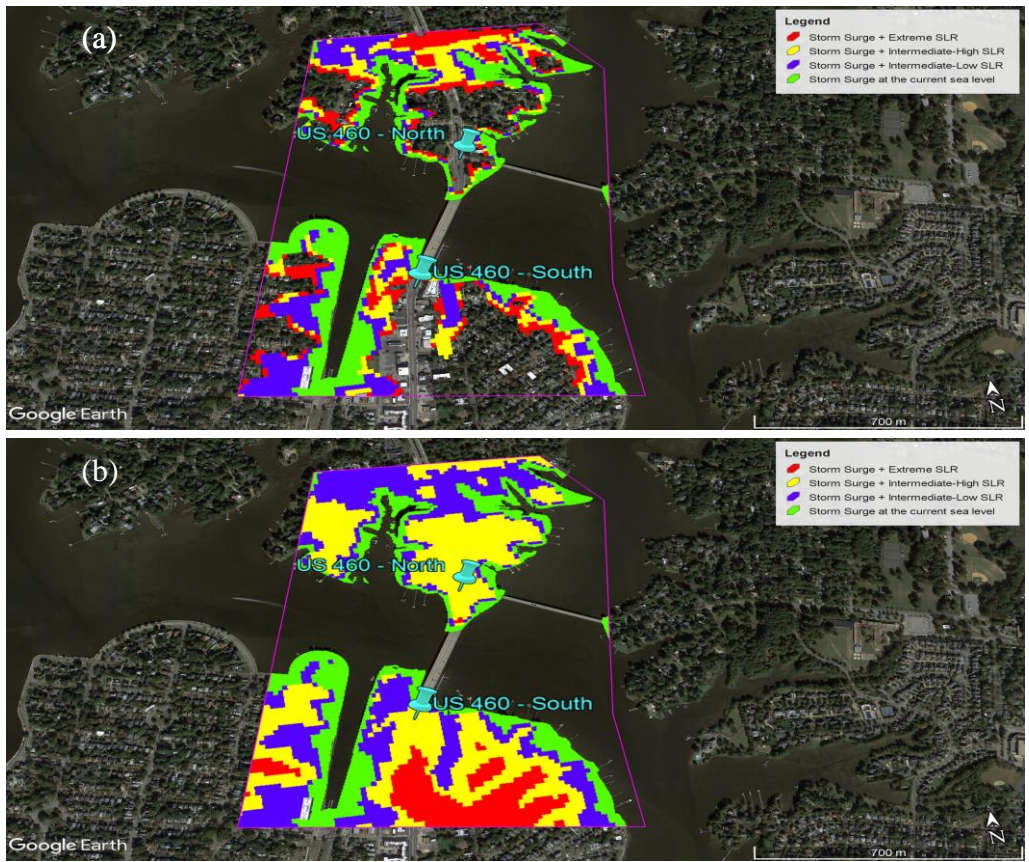 (a)
Legend
Storm Surge + Extreme SLR
Storm Surge + Intermediate-High SLR
Storm Surge + Intermediate-Low SLR
Storm Surge at the current sea level
US 460 - North
US 460 - South
Google Earth
N
700 m
(b)
Legend
Storm Surge + Extreme SLR
Storm Surge + Intermediate-High SLR
Storm Surge + Intermediate-Low SLR
Storm Surge at the current sea level
US 460 - North
US 460 - South
Google Earth
N
700 m